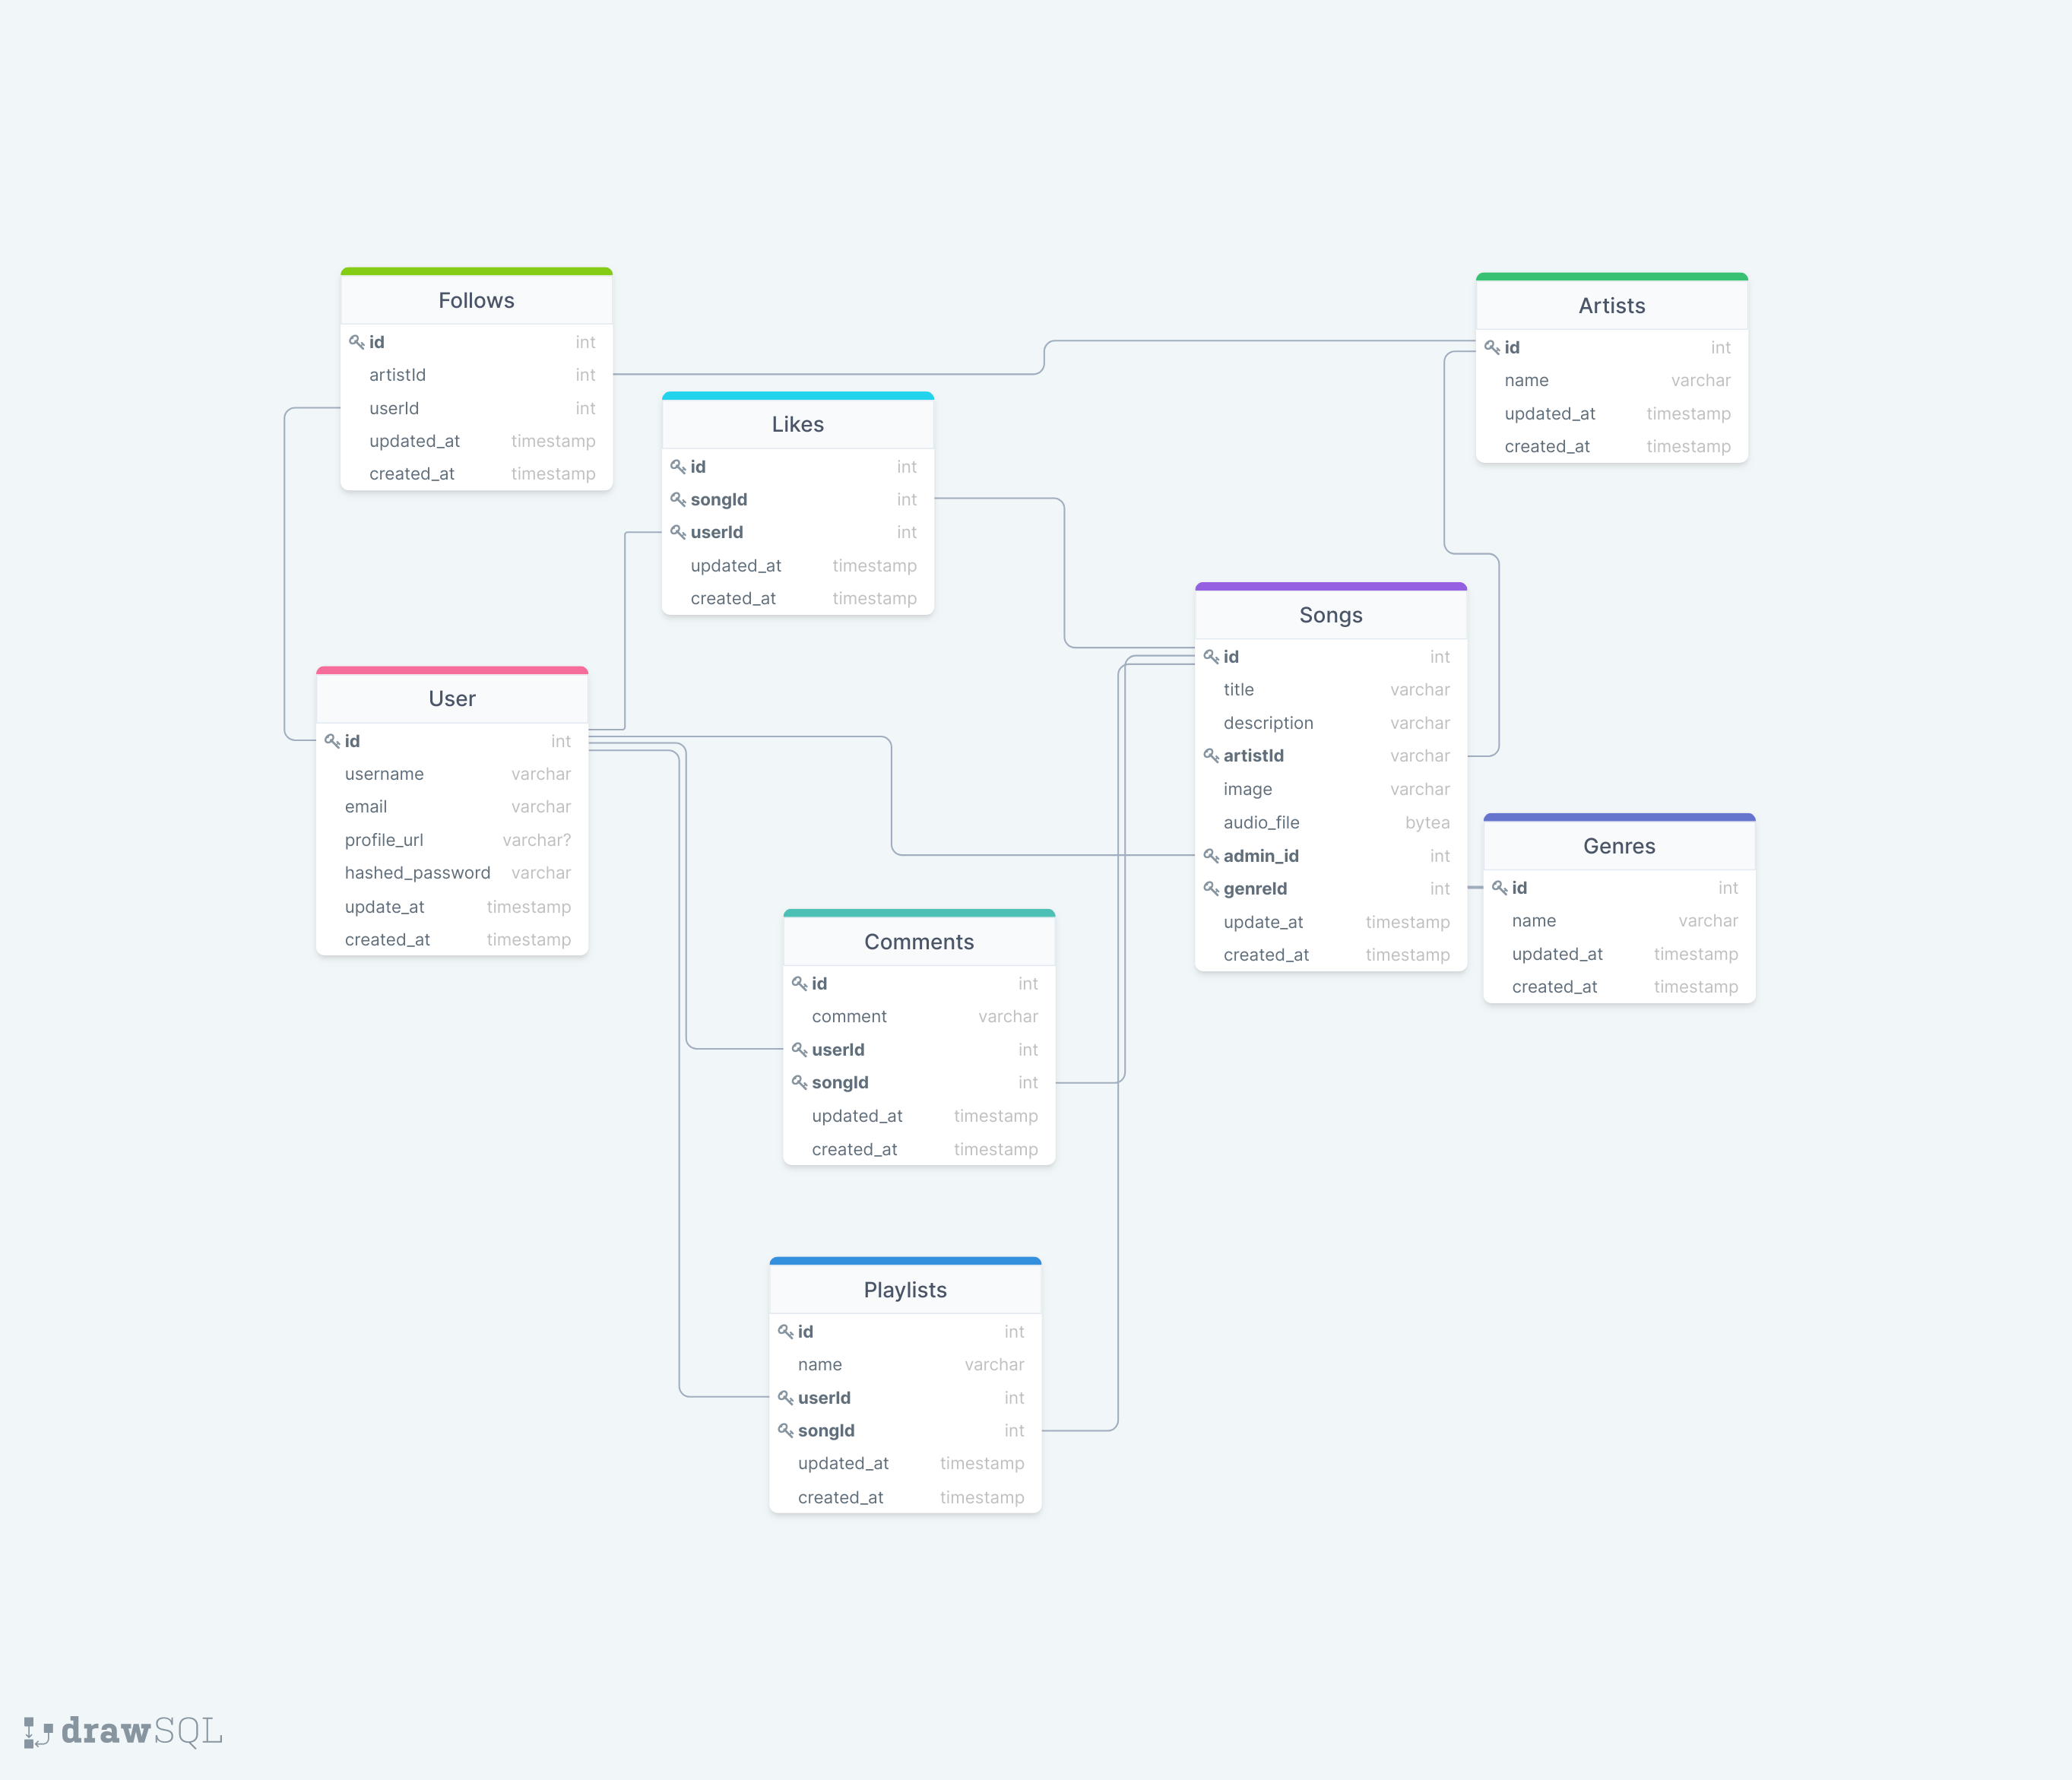 Follows
id int
artistId int
userId int
updated_at timestamp
created_at timestamp
Artists
id int
name varchar
updated_at timestamp
created_at timestamp
Likes
id int
songId int
userId int
updated_at timestamp
created_at timestamp
Songs
id int
title varchar
description varchar
artistId varchar
image varchar
audio_file bytea
admin_id int
genreId int
update_at timestamp
created_at timestamp
User
id int
username varchar
email varchar
profile_url varchar?
hashed_password varchar
update_at timestamp
created_at timestamp
Genres
id int
name varchar
updated_at timestamp
created_at timestamp
Comments
id int
comment varchar
userId int
songId int
updated_at timestamp
created_at timestamp
Playlists
id int
name varchar
userId int
songId int
updated_at timestamp
created_at timestamp
drawSQL